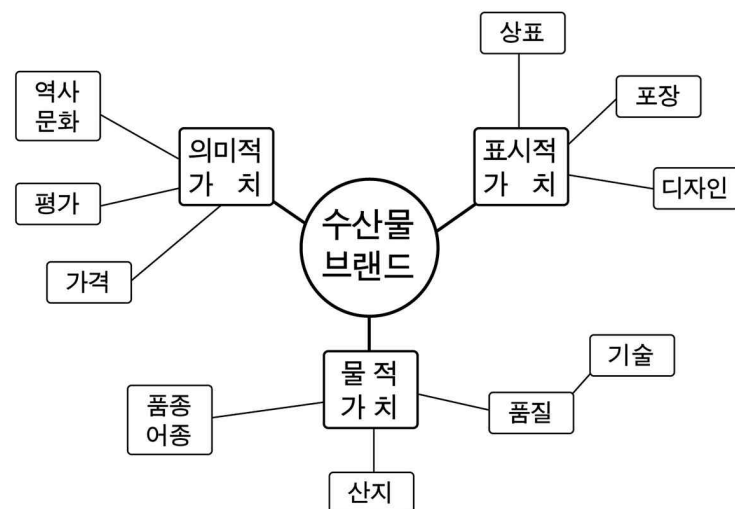 상표
역사
문화
포장
의미적
가 치
표시적
가 치
평가
디자인
수산물
브랜드
가격
물 적
가 치
기술
품종
어종
품질
산지